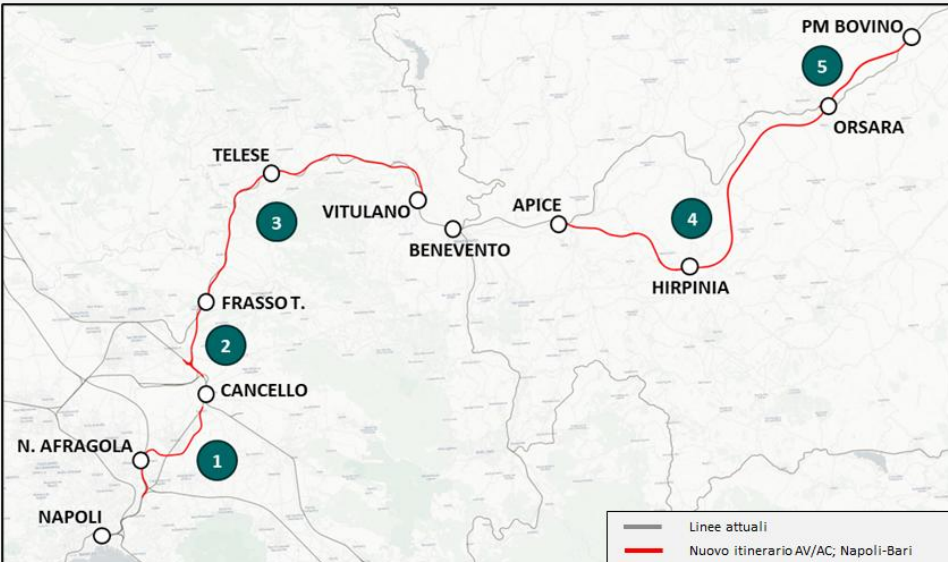 PM BOVINO
5
ORSARA
TELESE
3
VITULANO
BENEVENTO
APICE
4
HIRPINIA
FRASSO T.
2
CANCELLO
N. AFRAGOLA
1
NAPOLI
Linee attuali
Nuovo itinerario AV/AC; Napoli-Bari